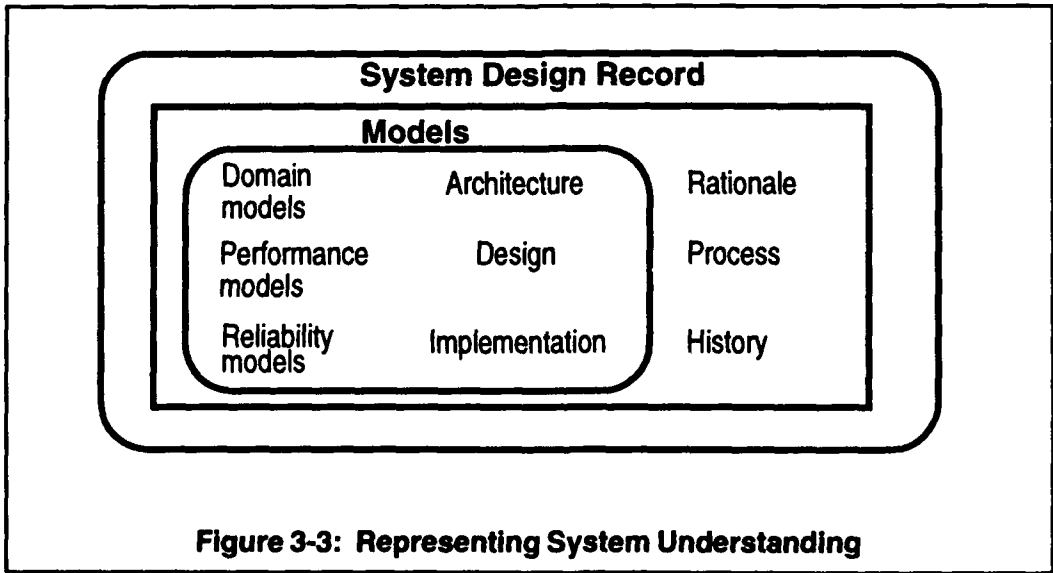 System Design Record
Models
Domain models
Architecture
Rationale
Performance models
Design
Process
Reliability models
Implementation
History
Figure 3-3: Representing System Understanding